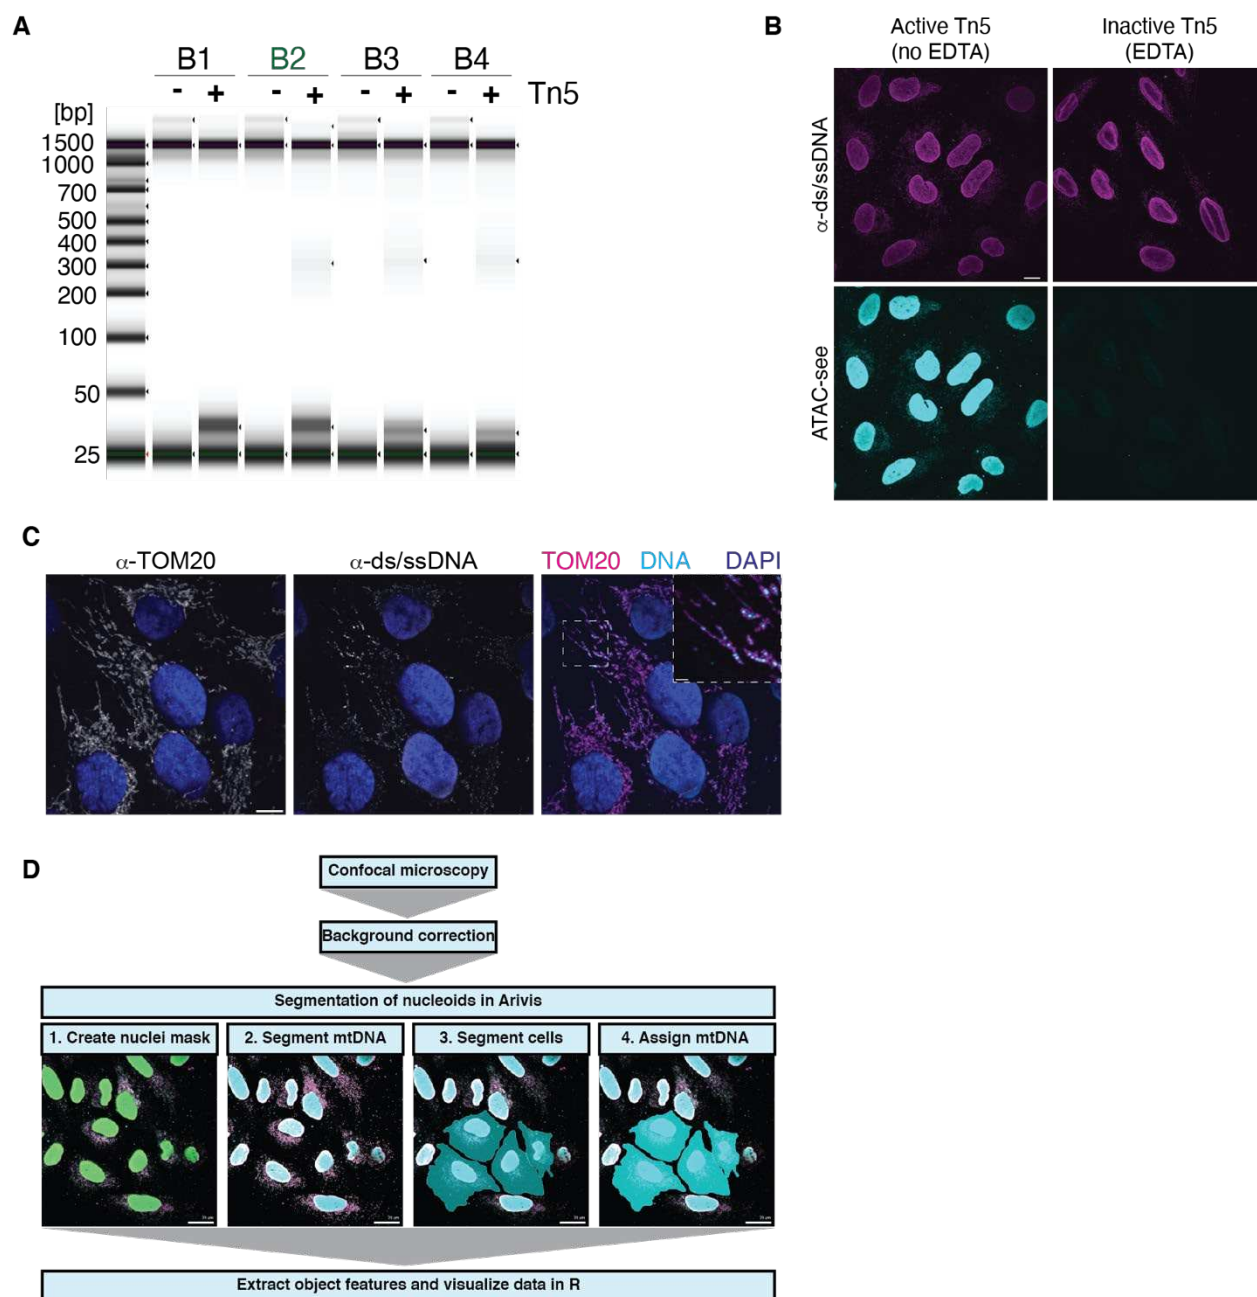 A
B1 B2 B3 B4
- + - + - + - + Tn5
[bp]
1500
1000
700
500
400
300
200
100
50
25
B
Active Tn5
(no EDTA)
Inactive Tn5
(EDTA)
α-ds/ssDNA
ATAC-see
C
α-TOM20
α-ds/ssDNA
TOM20 DNA DAPI
D
Confocal microscopy
Background correction
Segmentation of nucleoids in Arivis
1. Create nuclei mask
2. Segment mtDNA
3. Segment cells
4. Assign mtDNA
Extract object features and visualize data in R